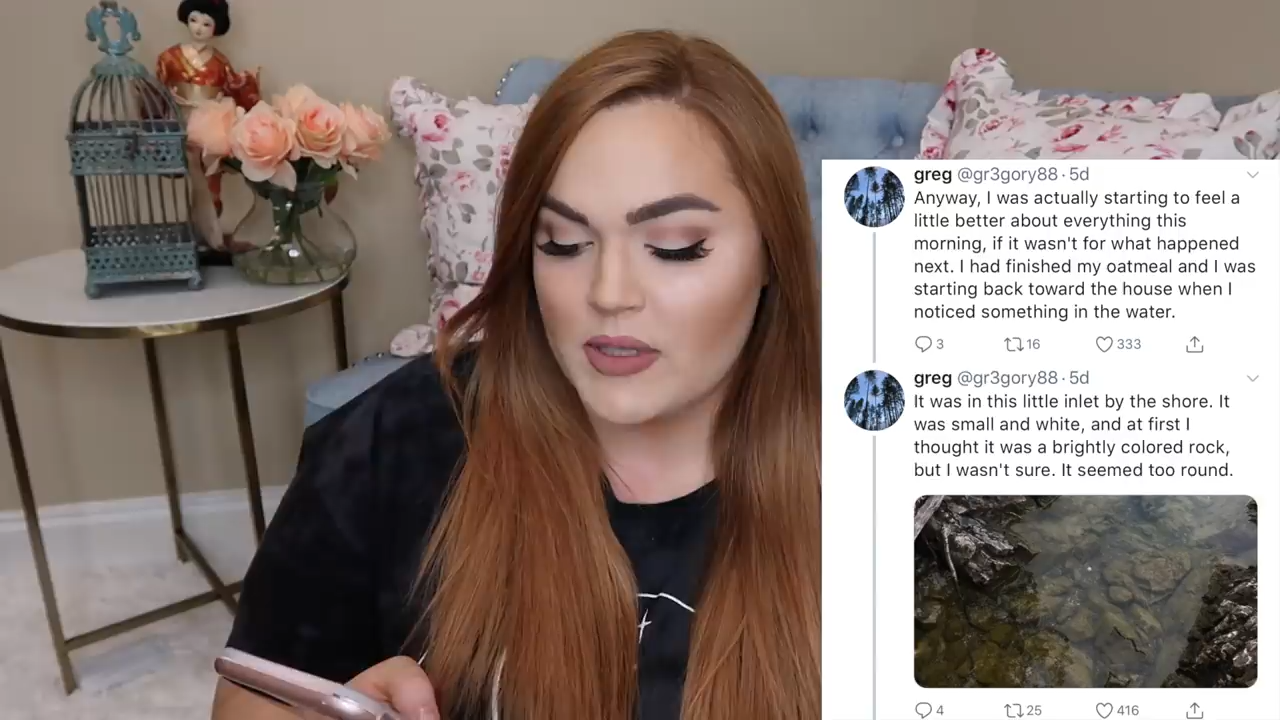 greg @gr3gory88 · 5d
Anyway, I was actually starting to feel a
little better about everything this
morning, if it wasn't for what happened
next. I had finished my oatmeal and I was
starting back toward the house when I
noticed something in the water.
3 16 333
greg @gr3gory88 · 5d
It was in this little inlet by the shore. It
was small and white, and at first I
thought it was a brightly colored rock,
but I wasn't sure. It seemed too round.
4 25 416